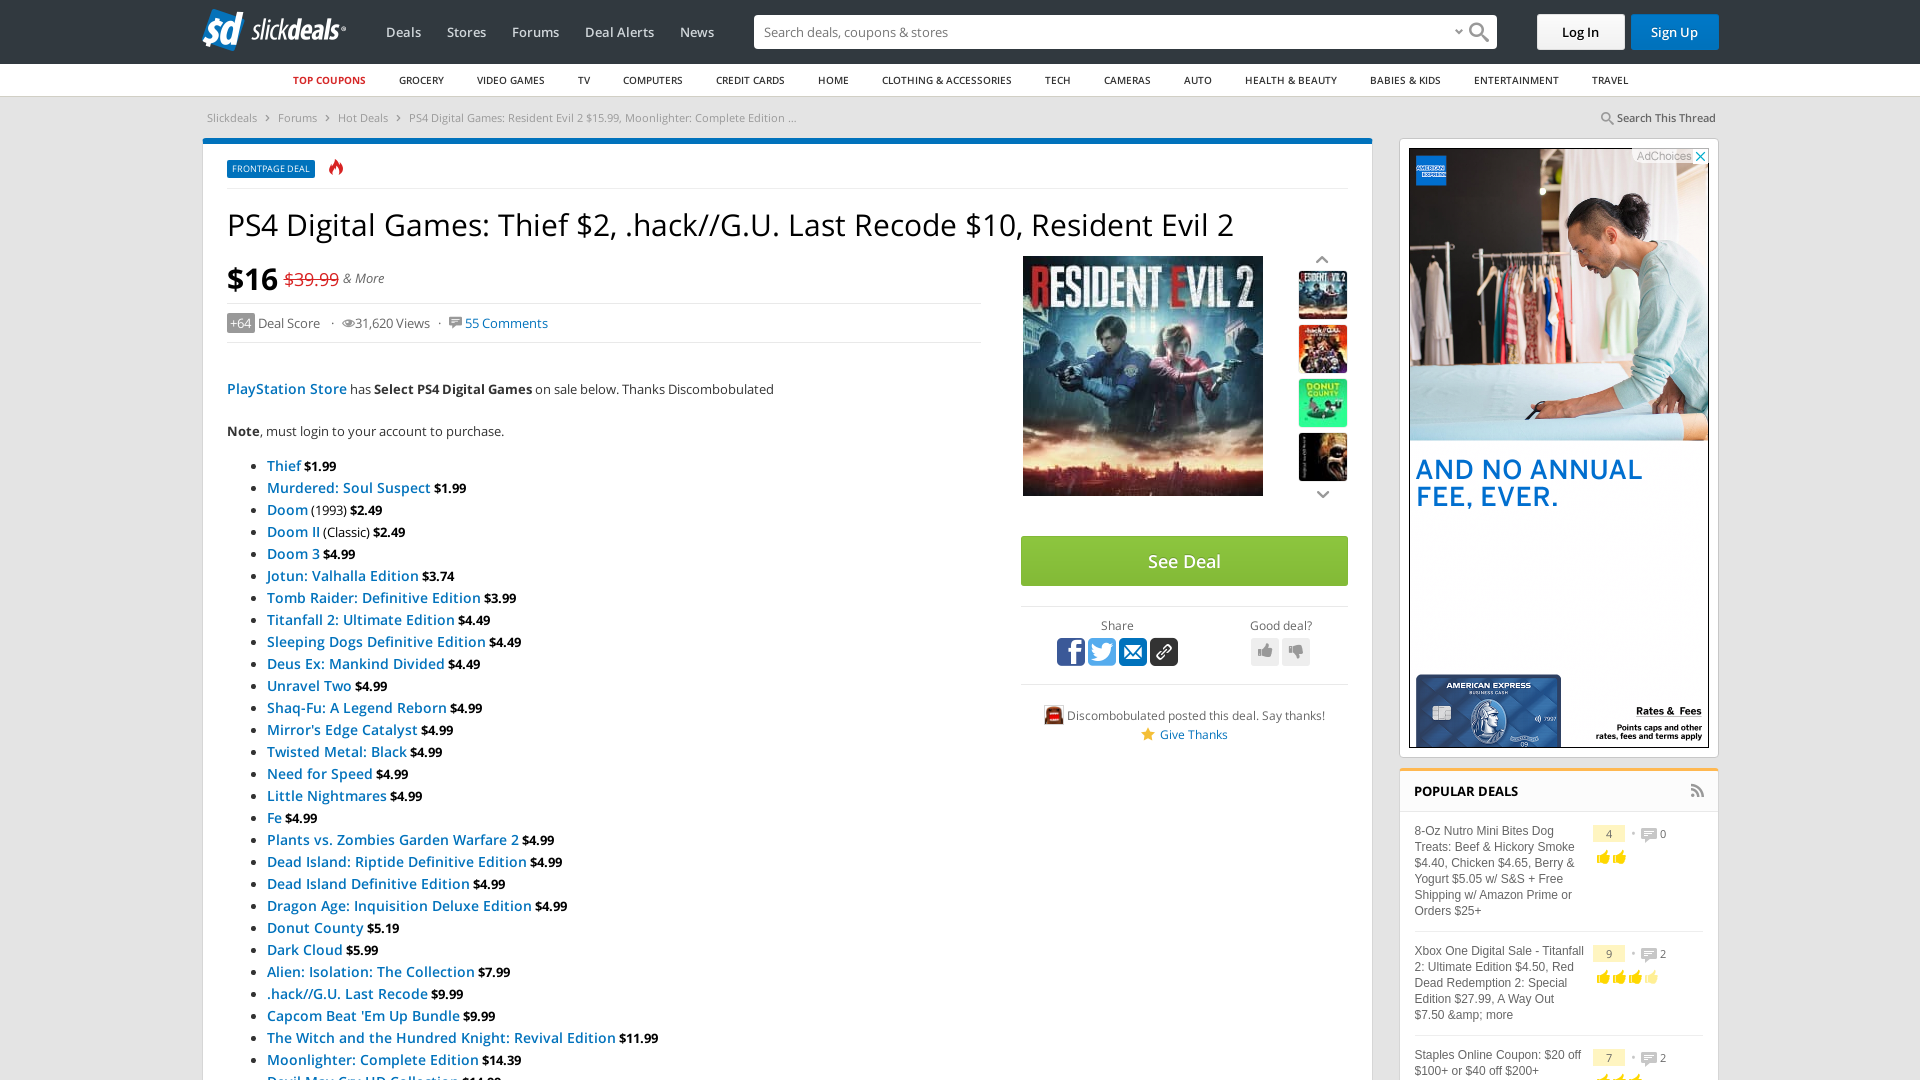 sd slickdeals
Deals Stores Forums Deal Alerts News
Search deals, coupons & stores
Log In
Sign Up
TOP COUPONS GROCERY VIDEO GAMES TV COMPUTERS CREDIT CARDS HOME CLOTHING & ACCESSORIES TECH CAMERAS AUTO HEALTH & BEAUTY BABIES & KIDS ENTERTAINMENT TRAVEL
Slickdeals › Forums › Hot Deals › PS4 Digital Games: Resident Evil 2 $15.99, Moonlighter: Complete Edition ...
Search This Thread
FRONTPAGE DEAL
PS4 Digital Games: Thief $2, .hack//G.U. Last Recode $10, Resident Evil 2
$16 $39.99 & More
+64 Deal Score · 31,620 Views · 55 Comments
PlayStation Store has Select PS4 Digital Games on sale below. Thanks Discombobulated
Note, must login to your account to purchase.
Thief $1.99
Murdered: Soul Suspect $1.99
Doom (1993) $2.49
Doom II (Classic) $2.49
Doom 3 $4.99
Jotun: Valhalla Edition $3.74
Tomb Raider: Definitive Edition $3.99
Titanfall 2: Ultimate Edition $4.49
Sleeping Dogs Definitive Edition $4.49
Deus Ex: Mankind Divided $4.49
Unravel Two $4.99
Shaq-Fu: A Legend Reborn $4.99
Mirror's Edge Catalyst $4.99
Twisted Metal: Black $4.99
Need for Speed $4.99
Little Nightmares $4.99
Fe $4.99
Plants vs. Zombies Garden Warfare 2 $4.99
Dead Island: Riptide Definitive Edition $4.99
Dead Island Definitive Edition $4.99
Dragon Age: Inquisition Deluxe Edition $4.99
Donut County $5.19
Dark Cloud $5.99
Alien: Isolation: The Collection $7.99
.hack//G.U. Last Recode $9.99
Capcom Beat 'Em Up Bundle $9.99
The Witch and the Hundred Knight: Revival Edition $11.99
Moonlighter: Complete Edition $14.39
RESIDENT EVIL 2
RESIDENT EVIL 2
.hack//G.U.
DONUT
COUNTY
See Deal
Share
Good deal?
Discombobulated posted this deal. Say thanks!
Give Thanks
AdChoices
AMERICAN
EXPRESS
AND NO ANNUAL
FEE, EVER.
AMERICAN EXPRESS
BUSINESS CASH
Rates & Fees
Points caps and other
rates, fees and terms apply
POPULAR DEALS
8-Oz Nutro Mini Bites Dog
Treats: Beef & Hickory Smoke
$4.40, Chicken $4.65, Berry &
Yogurt $5.05 w/ S&S + Free
Shipping w/ Amazon Prime or
Orders $25+
4 • 0
Xbox One Digital Sale - Titanfall
2: Ultimate Edition $4.50, Red
Dead Redemption 2: Special
Edition $27.99, A Way Out
$7.50 &amp; more
9 • 2
Staples Online Coupon: $20 off
$100+ or $40 off $200+
7 • 2